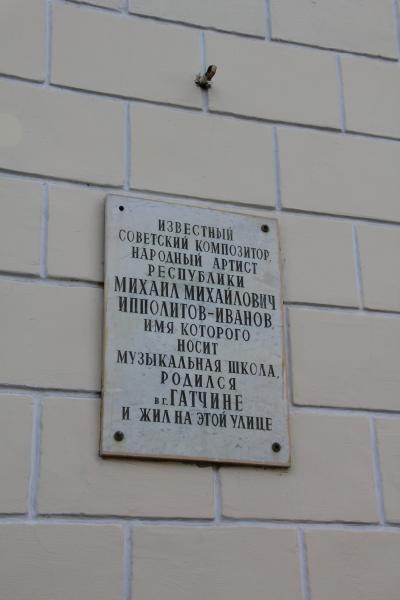 ИЗВЕСТНЫЙ
СОВЕТСКИЙ КОМПОЗИТОР,
НАРОДНЫЙ АРТИСТ
РЕСПУБЛИКИ
МИХАИЛ МИХАЙЛОВИЧ
ИППОЛИТОВ-ИВАНОВ,
ИМЯ КОТОРОГО
НОСИТ
МУЗЫКАЛЬНАЯ ШКОЛА,
РОДИЛСЯ
в г. ГАТЧИНЕ
И ЖИЛ НА ЭТОЙ УЛИЦЕ